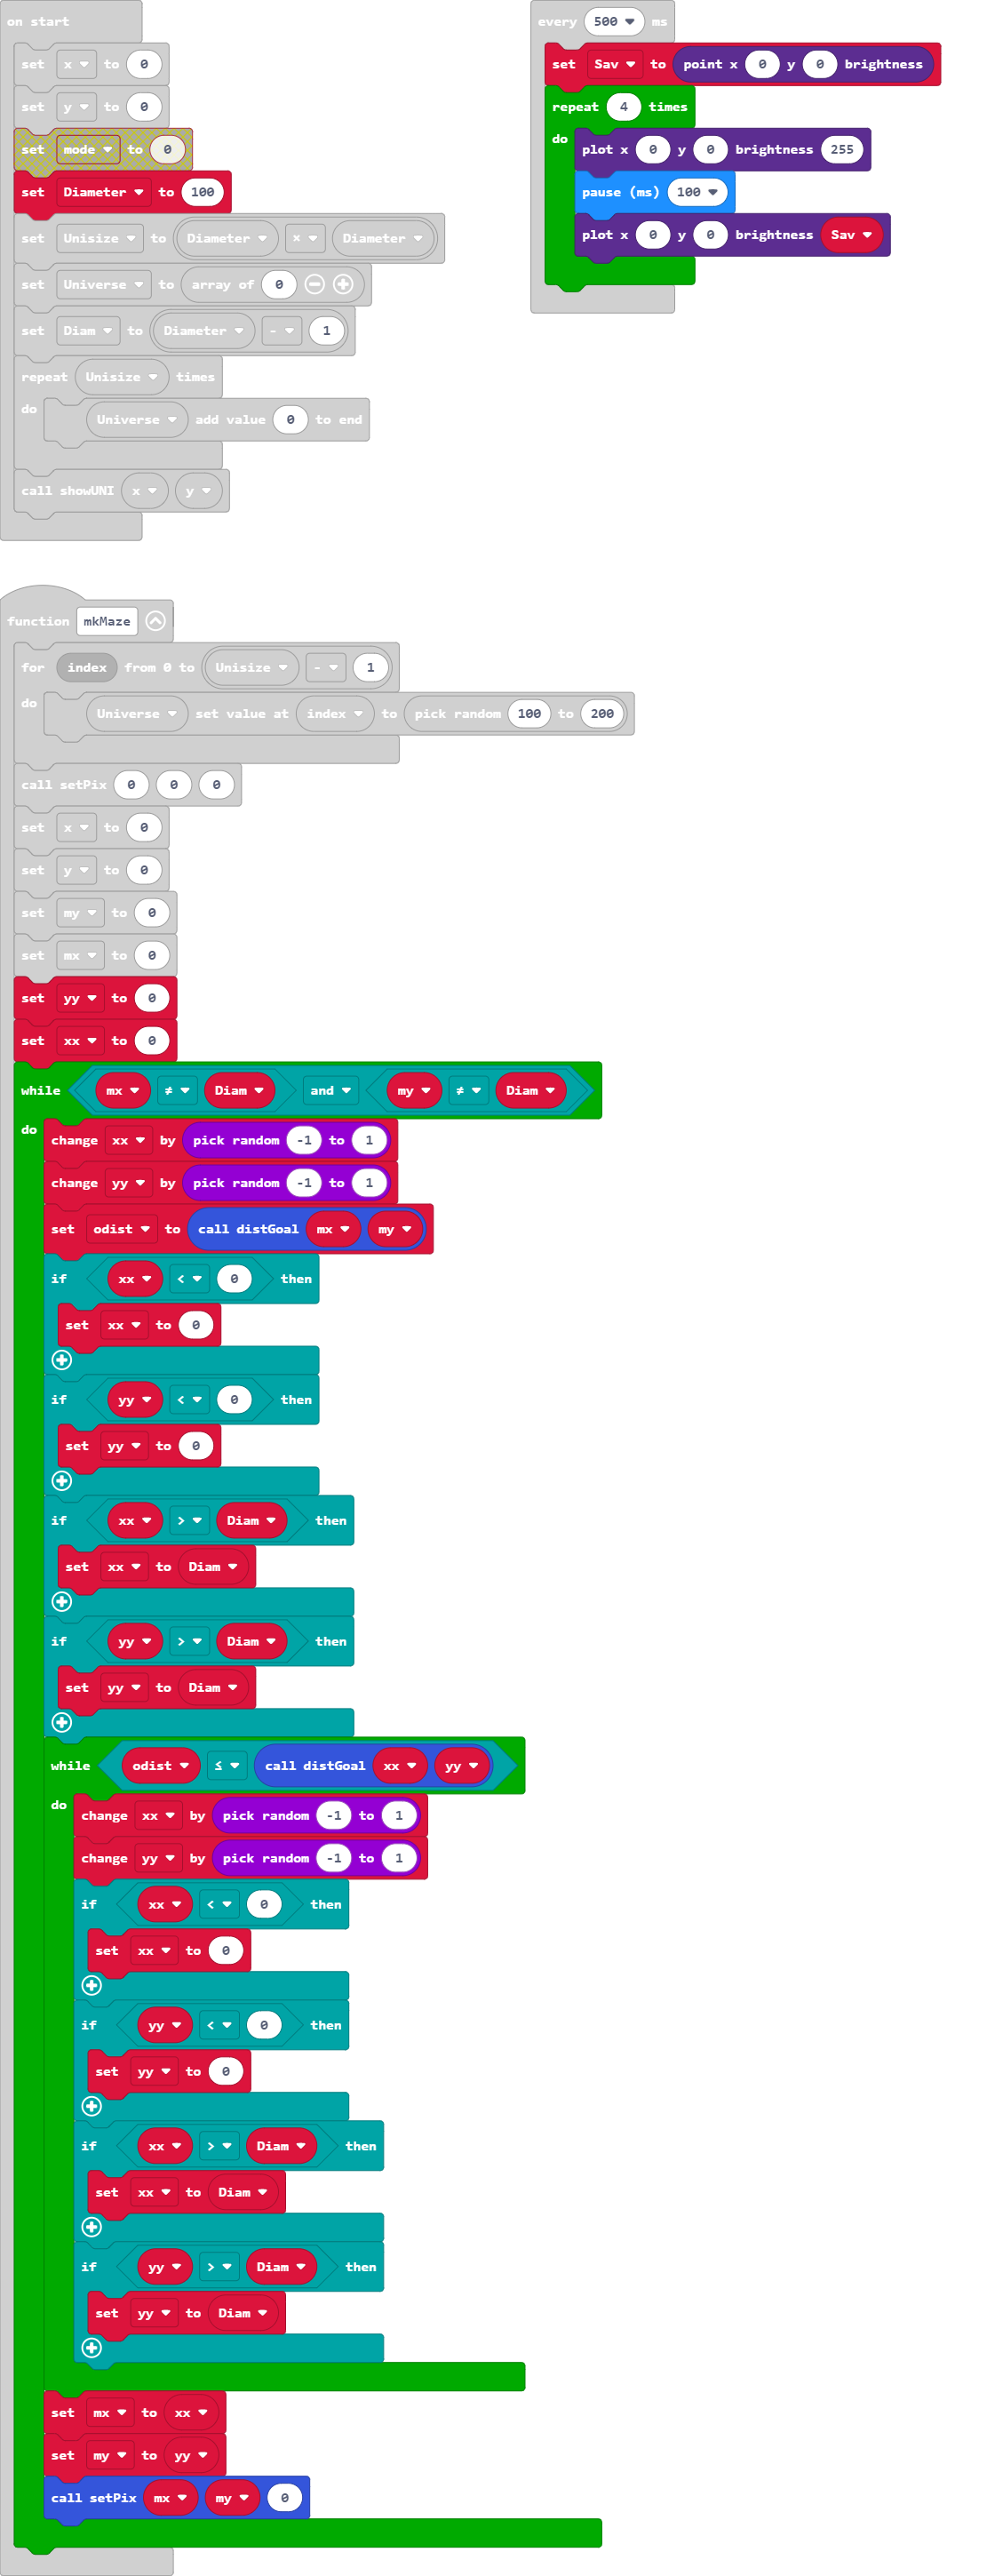 on start
set x to 0
set y to 0
set mode to 0
set Diameter to 100
set Unisize to Diameter × Diameter
set Universe to array of 0
set Diam to Diameter - 1
repeat Unisize times
do
Universe add value 0 to end
call showUNI x y
every 500 ms
set Sav to point x 0 y 0 brightness
repeat 4 times
do
plot x 0 y 0 brightness 255
pause (ms) 100
plot x 0 y 0 brightness Sav
function mkMaze
for index from 0 to Unisize - 1
do
Universe set value at index to pick random 100 to 200
call setPix 0 0 0
set x to 0
set y to 0
set my to 0
set mx to 0
set yy to 0
set xx to 0
while mx ≠ Diam and my ≠ Diam
do
change xx by pick random -1 to 1
change yy by pick random -1 to 1
set odist to call distGoal mx my
if xx < 0 then
set xx to 0
if yy < 0 then
set yy to 0
if xx > Diam then
set xx to Diam
if yy > Diam then
set yy to Diam
while odist ≤ call distGoal xx yy
do
change xx by pick random -1 to 1
change yy by pick random -1 to 1
if xx < 0 then
set xx to 0
if yy < 0 then
set yy to 0
if xx > Diam then
set xx to Diam
if yy > Diam then
set yy to Diam
set mx to xx
set my to yy
call setPix mx my 0